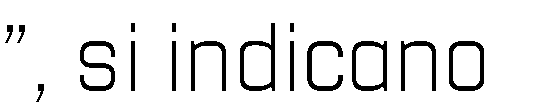 ”, si indicano